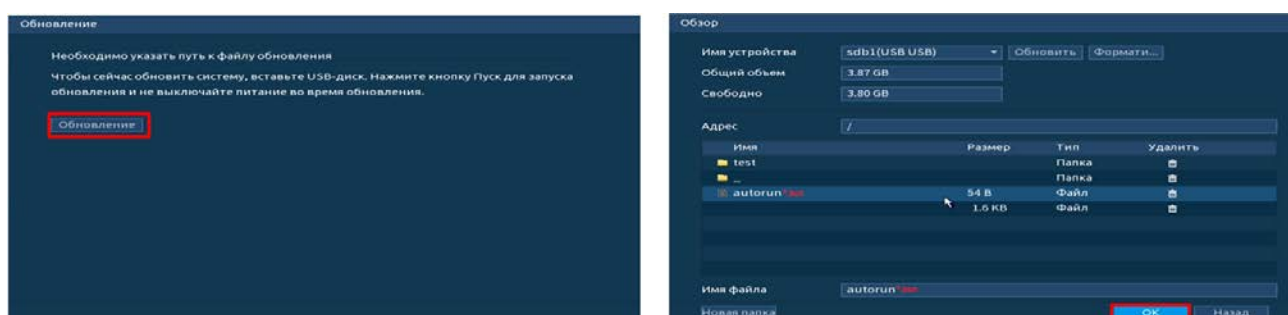 Обновление
Необходимо указать путь к файлу обновления
Чтобы сейчас обновить систему, вставьте USB-диск. Нажмите кнопку Пуск для запуска
обновления и не выключайте питание во время обновления.
Обновление
Обзор
Имя устройства sdb1(USB USB) Обновить Формати...
Общий объем 3.87 GB
Свободно 3.80 GB
Адрес /
Имя Размер Тип Удалить
test Папка
.. Папка
autorun 54 B Файл
1.6 KB Файл
Имя файла autorun
Новая папка OK Назад